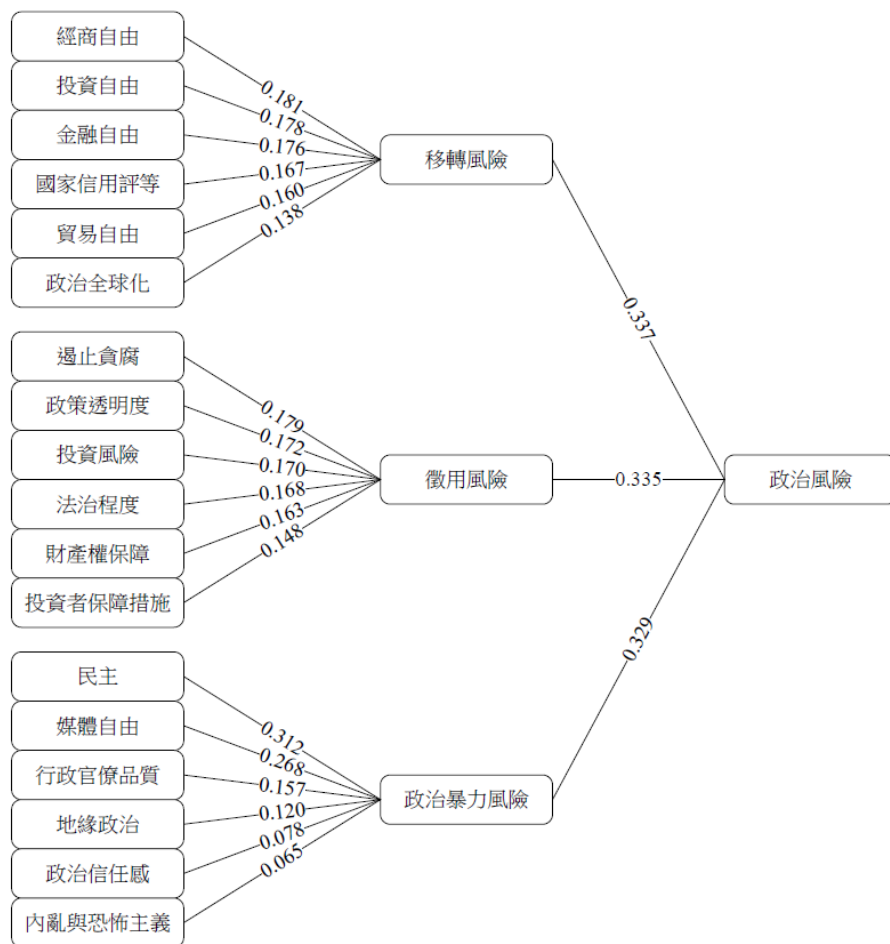 經商自由
投資自由
金融自由
國家信用評等
貿易自由
政治全球化
0.181
0.178
0.176
0.167
0.160
0.138
移轉風險
0.337
遏止貪腐
政策透明度
投資風險
法治程度
財產權保障
投資者保障措施
0.179
0.172
0.170
0.168
0.163
0.148
徵用風險
0.335
政治風險
民主
媒體自由
行政官僚品質
地緣政治
政治信任感
內亂與恐怖主義
0.312
0.268
0.157
0.120
0.078
0.065
政治暴力風險
0.329